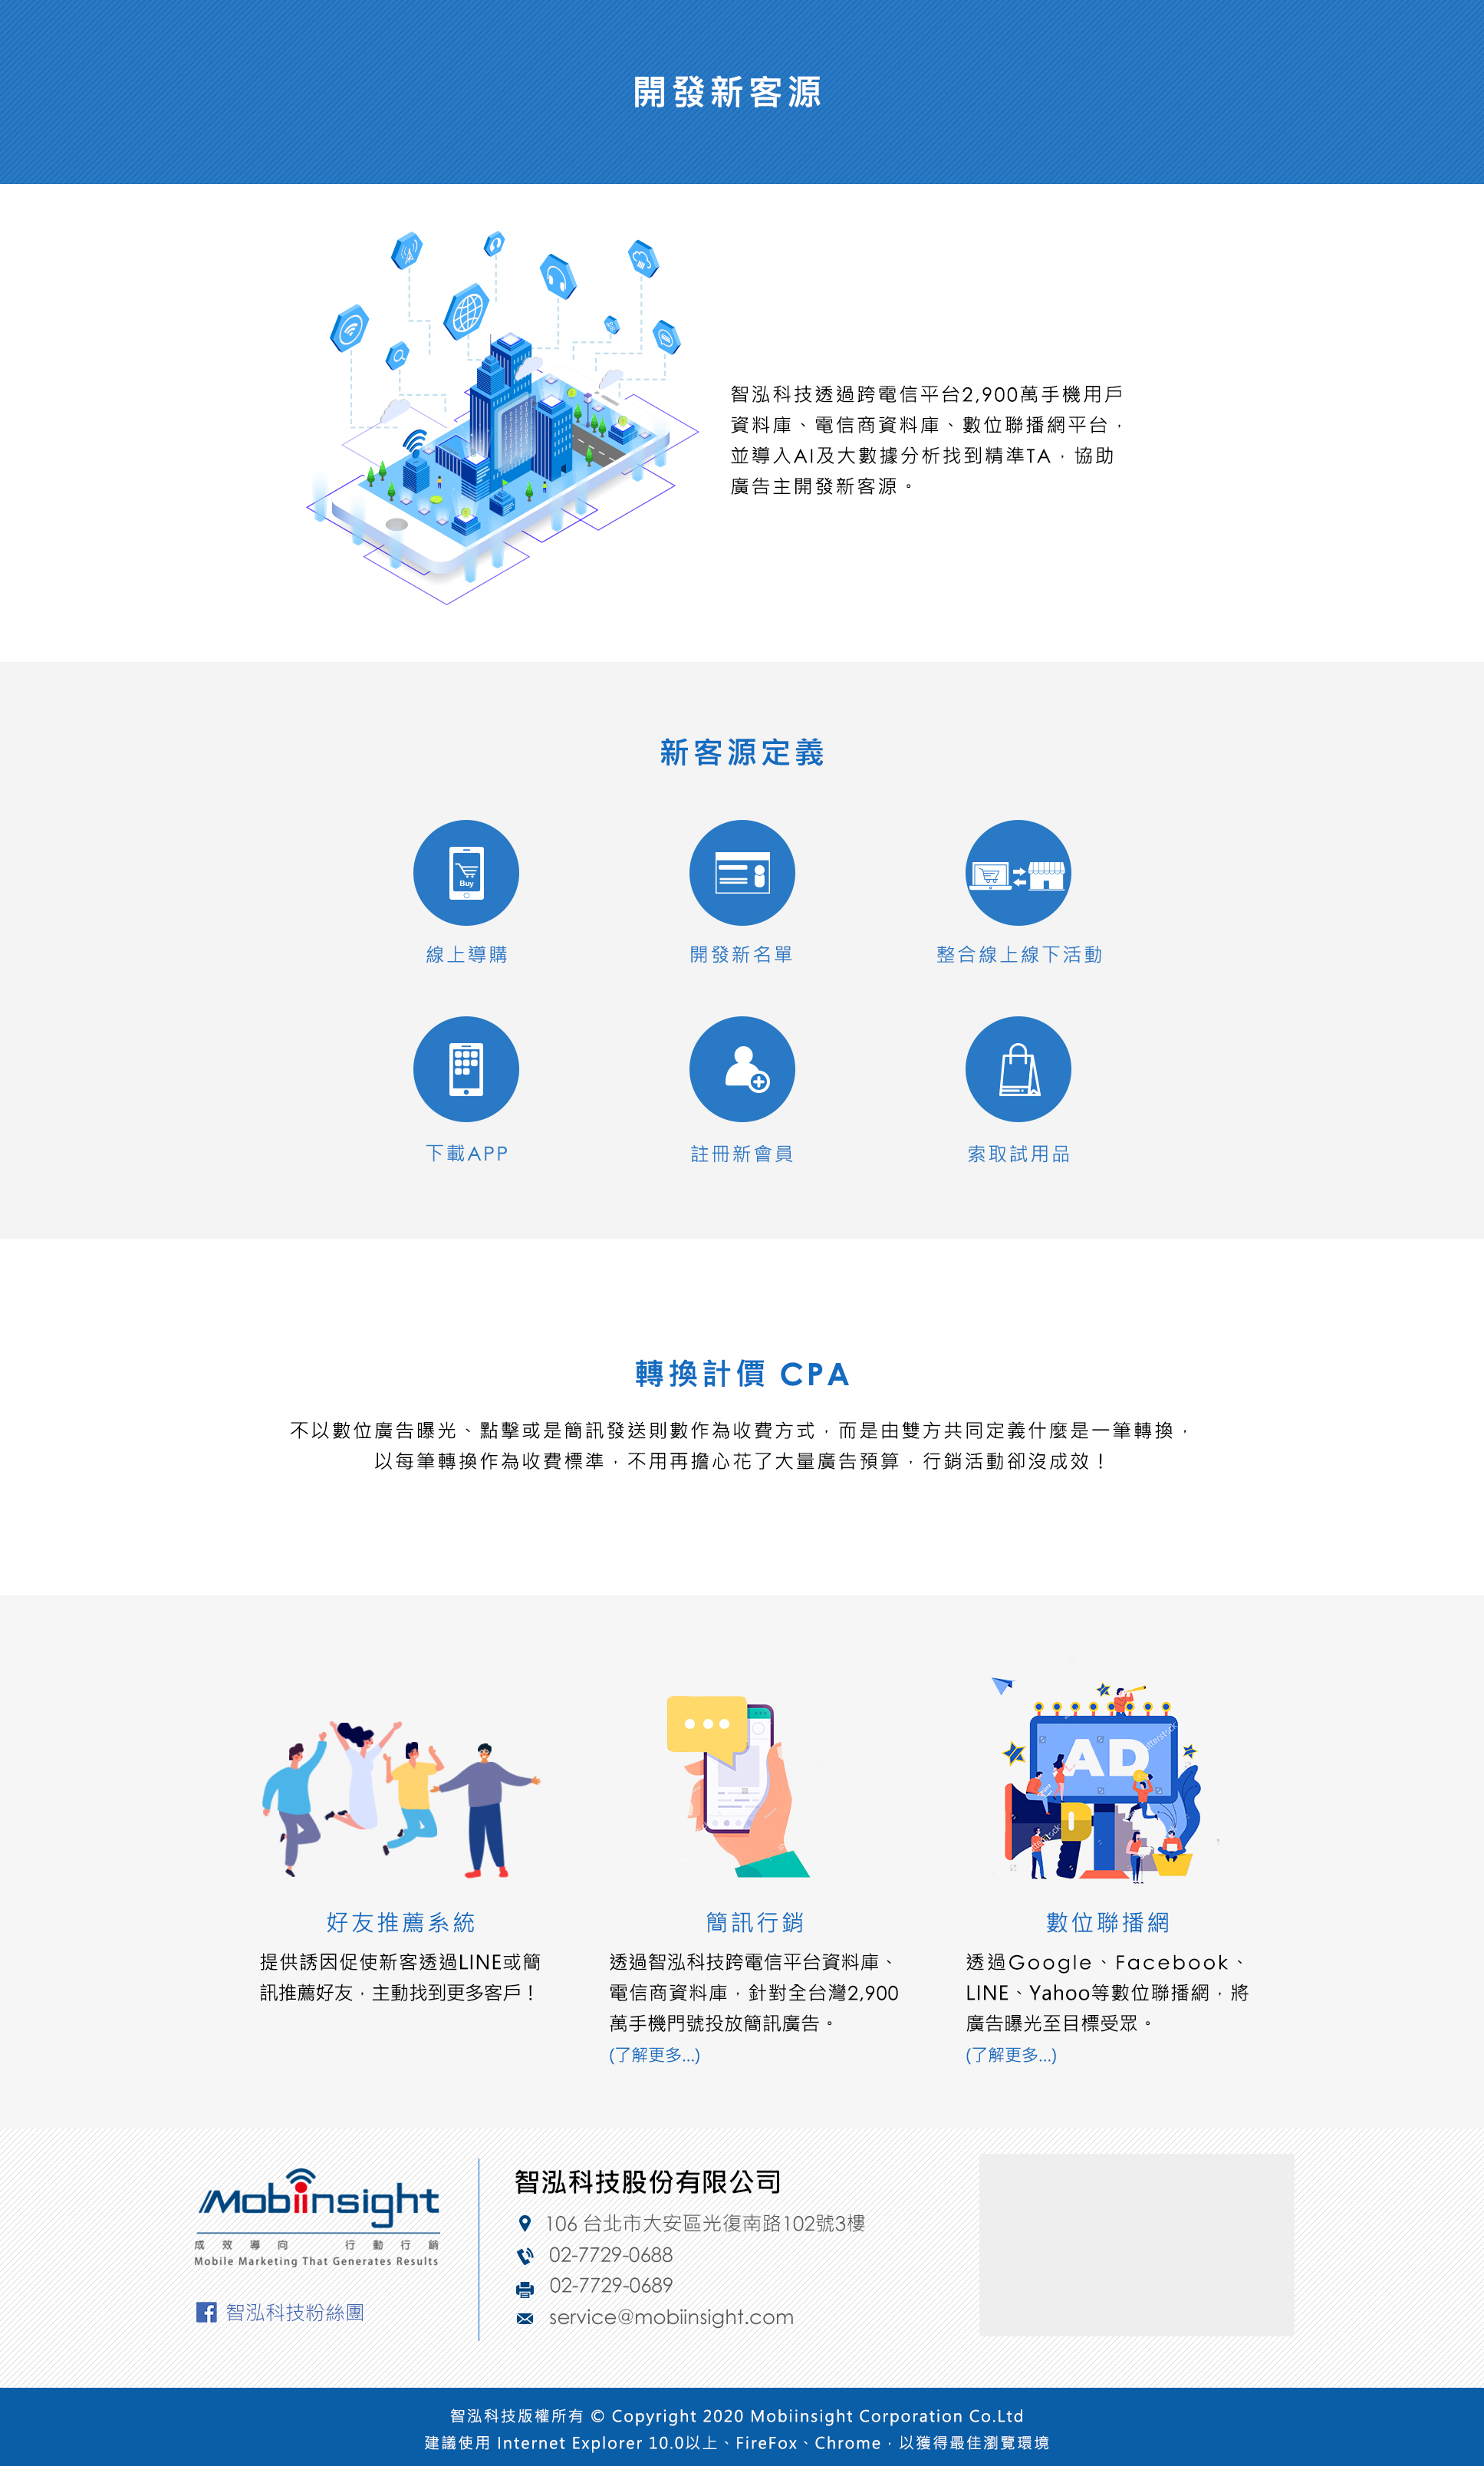 開發新客源
智泓科技透過跨電信平台2,900萬手機用戶
資料庫、電信商資料庫、數位聯播網平台，
並導入AI及大數據分析找到精準TA，協助
廣告主開發新客源。
新客源定義
Buy
線上導購
開發新名單
整合線上線下活動
下載APP
註冊新會員
索取試用品
轉換計價 CPA
不以數位廣告曝光、點擊或是簡訊發送則數作為收費方式，而是由雙方共同定義什麼是一筆轉換，
以每筆轉換作為收費標準，不用再擔心花了大量廣告預算，行銷活動卻沒成效！
AD
好友推薦系統
提供誘因促使新客透過LINE或簡
訊推薦好友，主動找到更多客戶！
簡訊行銷
透過智泓科技跨電信平台資料庫、
電信商資料庫，針對全台灣2,900
萬手機門號投放簡訊廣告。
(了解更多...)
數位聯播網
透過Google、Facebook、
LINE、Yahoo等數位聯播網，將
廣告曝光至目標受眾。
(了解更多...)
Mobiinsight
成效導向 行動行銷
Mobile Marketing That Generates Results
智泓科技粉絲團
智泓科技股份有限公司
106 台北市大安區光復南路102號3樓
02-7729-0688
02-7729-0689
service@mobiinsight.com
智泓科技版權所有 © Copyright 2020 Mobiinsight Corporation Co.Ltd
建議使用 Internet Explorer 10.0以上、FireFox、Chrome，以獲得最佳瀏覽環境